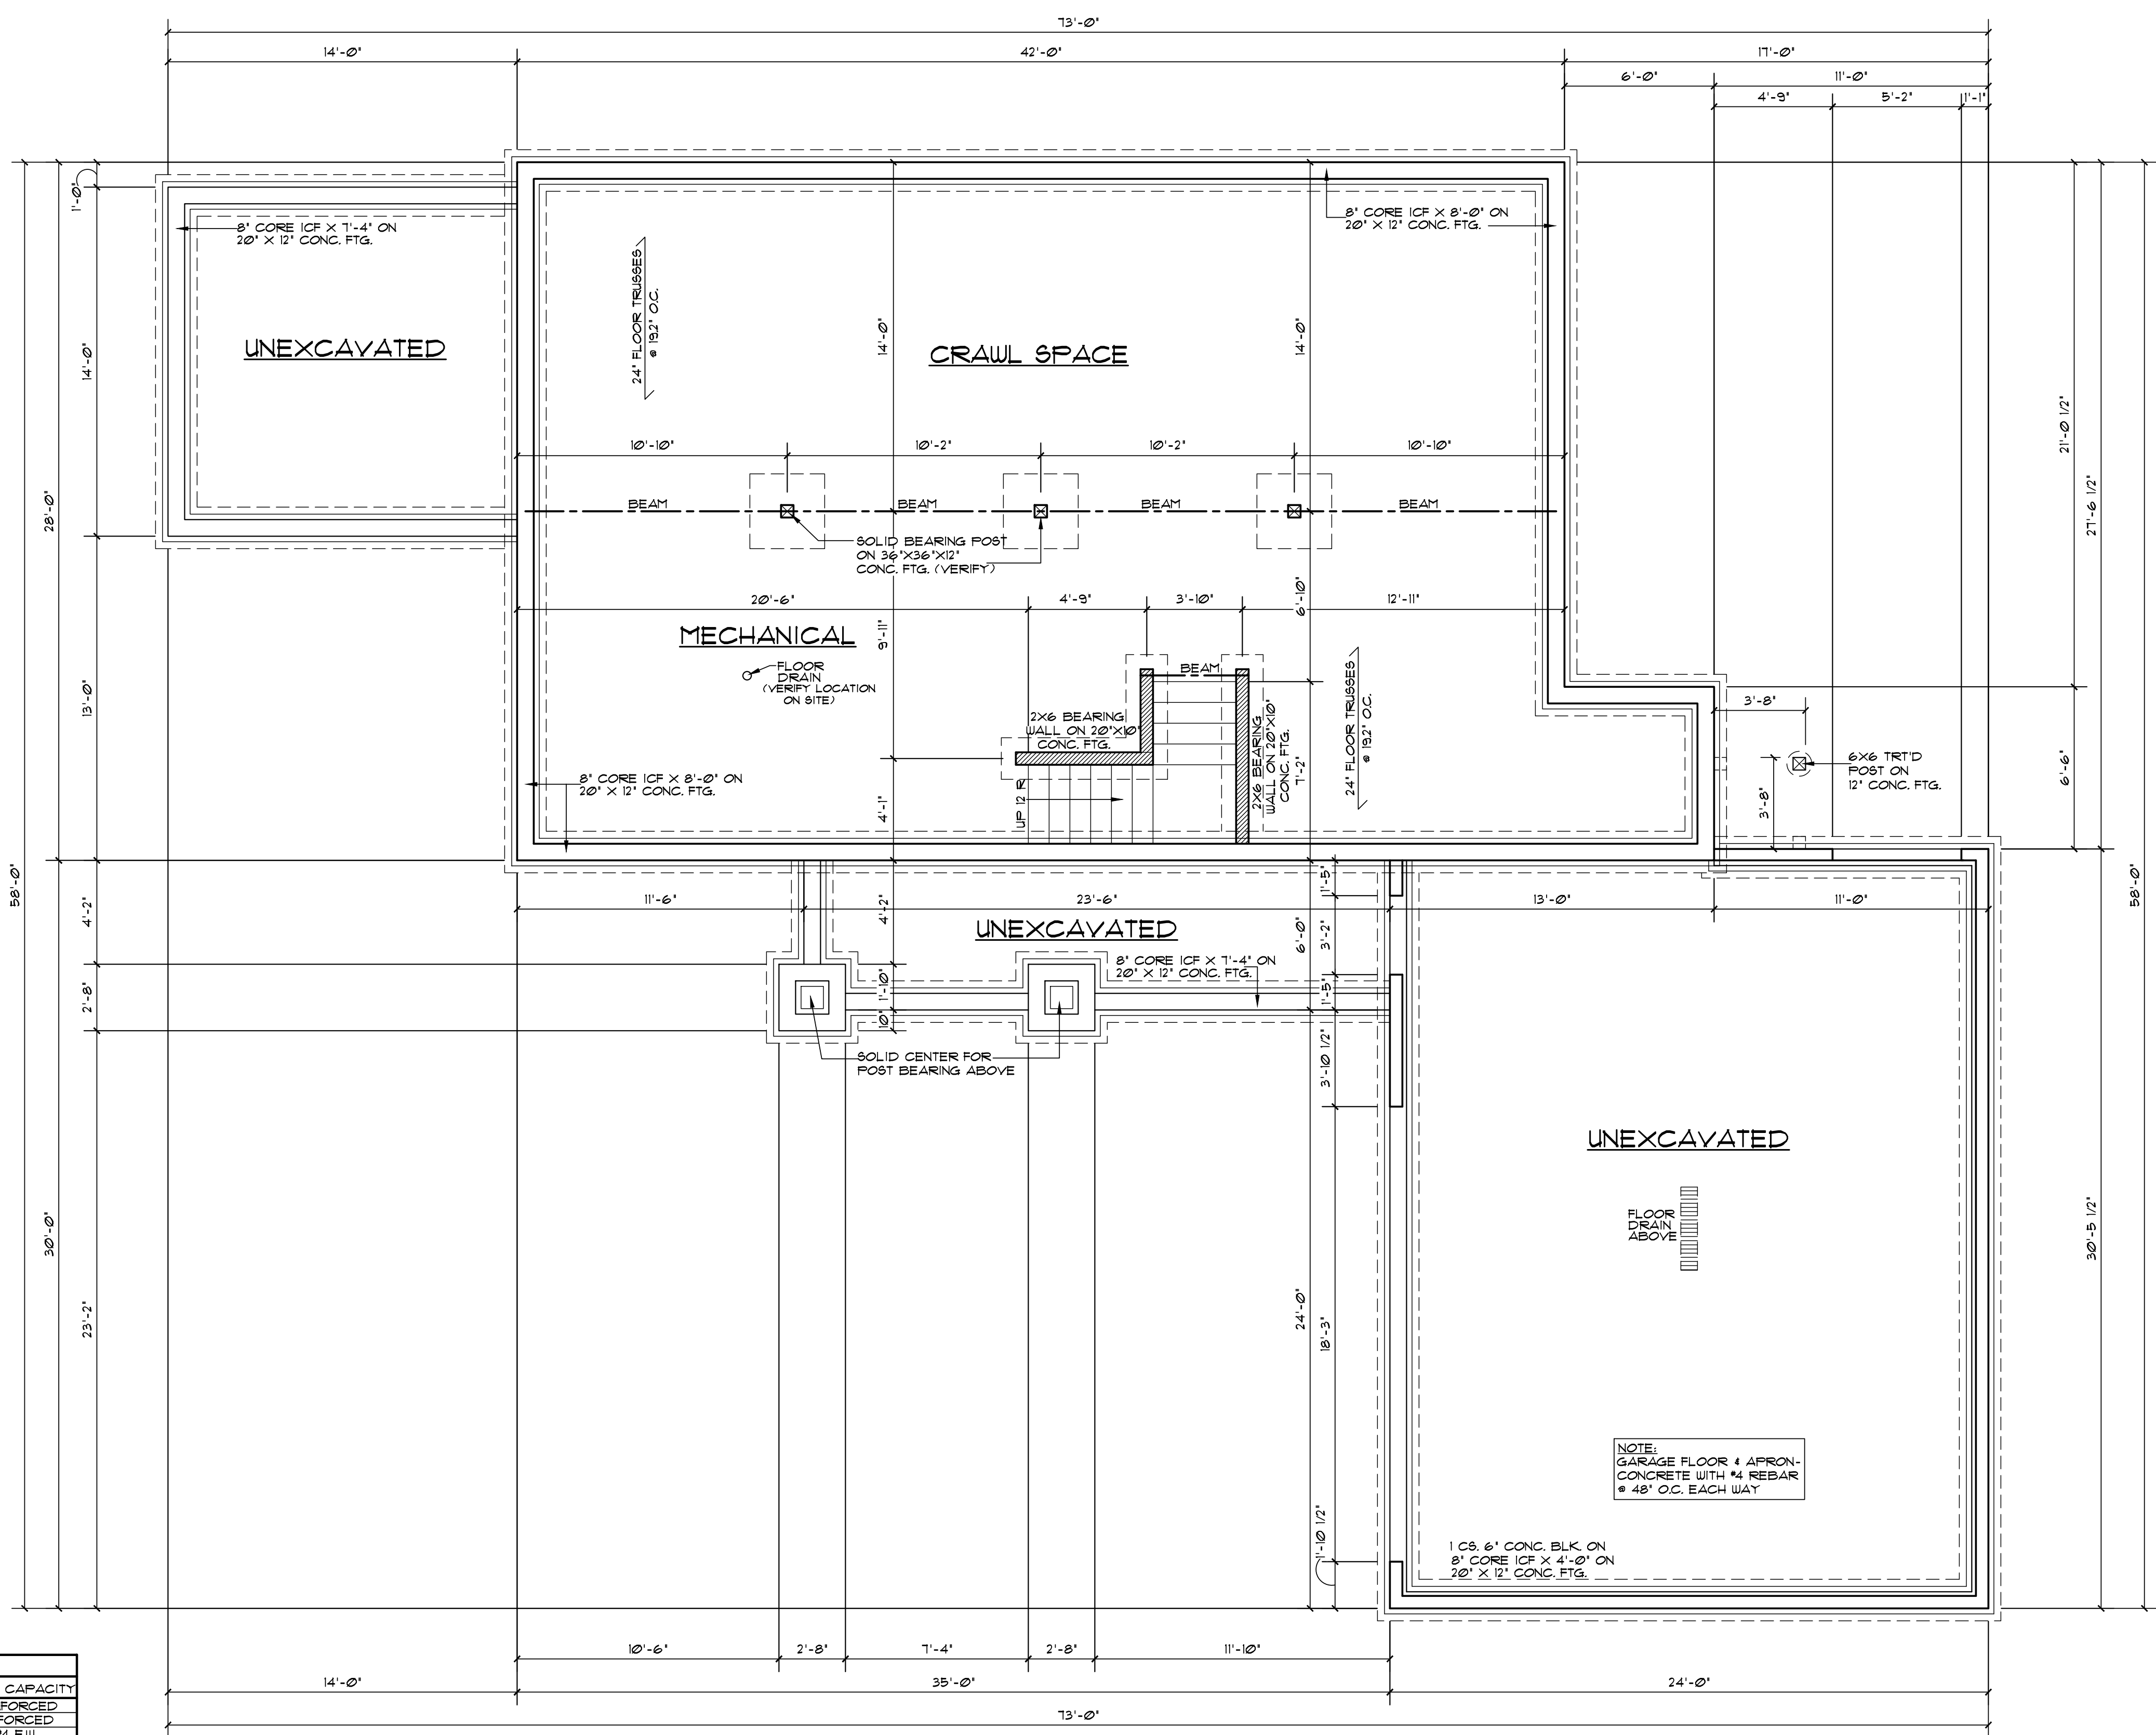 73'-0"
14'-0"
42'-0"
17'-0"
6'-0"
11'-0"
4'-9"
5'-2"
1'-1"
1'-0"
8" CORE ICF X 7'-4" ON
20" X 12" CONC. FTG.
8" CORE ICF X 8'-0" ON
20" X 12" CONC. FTG.
24" FLOOR TRUSSES
@ 19.2" O.C.
UNEXCAVATED
CRAWL SPACE
14'-0"
14'-0"
14'-0"
28'-0"
21'-0 1/2"
27'-6 1/2"
10'-10"
10'-2"
10'-2"
10'-10"
BEAM
BEAM
BEAM
BEAM
SOLID BEARING POST
ON 36"X36"X12"
CONC. FTG. (VERIFY)
20'-6"
4'-9"
3'-10"
12'-11"
6'-10"
9'-11"
13'-0"
MECHANICAL
FLOOR
DRAIN
(VERIFY LOCATION
ON SITE)
BEAM
2X6 BEARING
WALL ON 20"X10"
CONC. FTG.
2X6 BEARING
WALL ON 20"X10"
CONC. FTG.
7'-2"
24" FLOOR TRUSSES
@ 19.2" O.C.
3'-8"
3'-8"
6X6 TRT'D
POST ON
12" CONC. FTG.
6'-6"
8" CORE ICF X 8'-0" ON
20" X 12" CONC. FTG.
4'-1"
UP 12 R
58'-0"
58'-0"
4'-2"
11'-6"
4'-2"
23'-6"
1'-5"
13'-0"
11'-0"
UNEXCAVATED
6'-0"
3'-2"
8" CORE ICF X 7'-4" ON
20" X 12" CONC. FTG.
2'-8"
1'-10"
10"
1'-5"
3'-10 1/2"
SOLID CENTER FOR
POST BEARING ABOVE
UNEXCAVATED
FLOOR
DRAIN
ABOVE
30'-0"
23'-2"
24'-0"
18'-3"
30'-5 1/2"
NOTE:
GARAGE FLOOR & APRON-
CONCRETE WITH #4 REBAR
@ 48" O.C. EACH WAY
1'-10 1/2"
1 CS. 6" CONC. BLK. ON
8" CORE ICF X 4'-0" ON
20" X 12" CONC. FTG.
10'-6"
2'-8"
7'-4"
2'-8"
11'-10"
14'-0"
35'-0"
24'-0"
73'-0"
CAPACITY
FORCED
FORCED